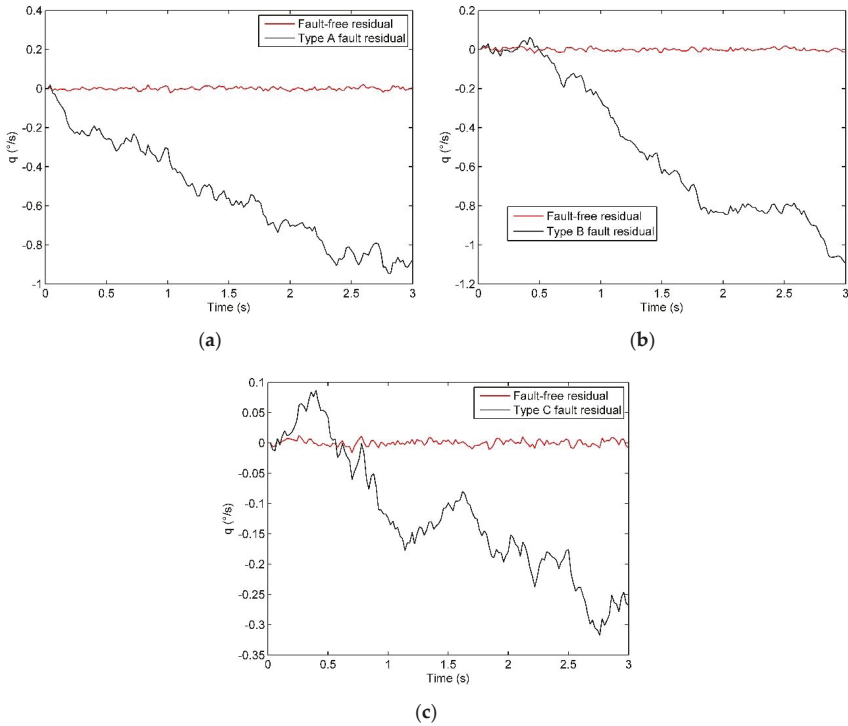 0.4
0.2
0
-0.2
-0.4
-0.6
-0.8
-1
q (°/s)
0 0.5 1 1.5 2 2.5 3
Time (s)
Fault-free residual
Type A fault residual
(a)
0.2
0
-0.2
-0.4
-0.6
-0.8
-1
-1.2
q (°/s)
0 0.5 1 1.5 2 2.5 3
Time (s)
Fault-free residual
Type B fault residual
(b)
0.1
0.05
0
-0.05
-0.1
-0.15
-0.2
-0.25
-0.3
-0.35
q (°/s)
0 0.5 1 1.5 2 2.5 3
Time (s)
Fault-free residual
Type C fault residual
(c)